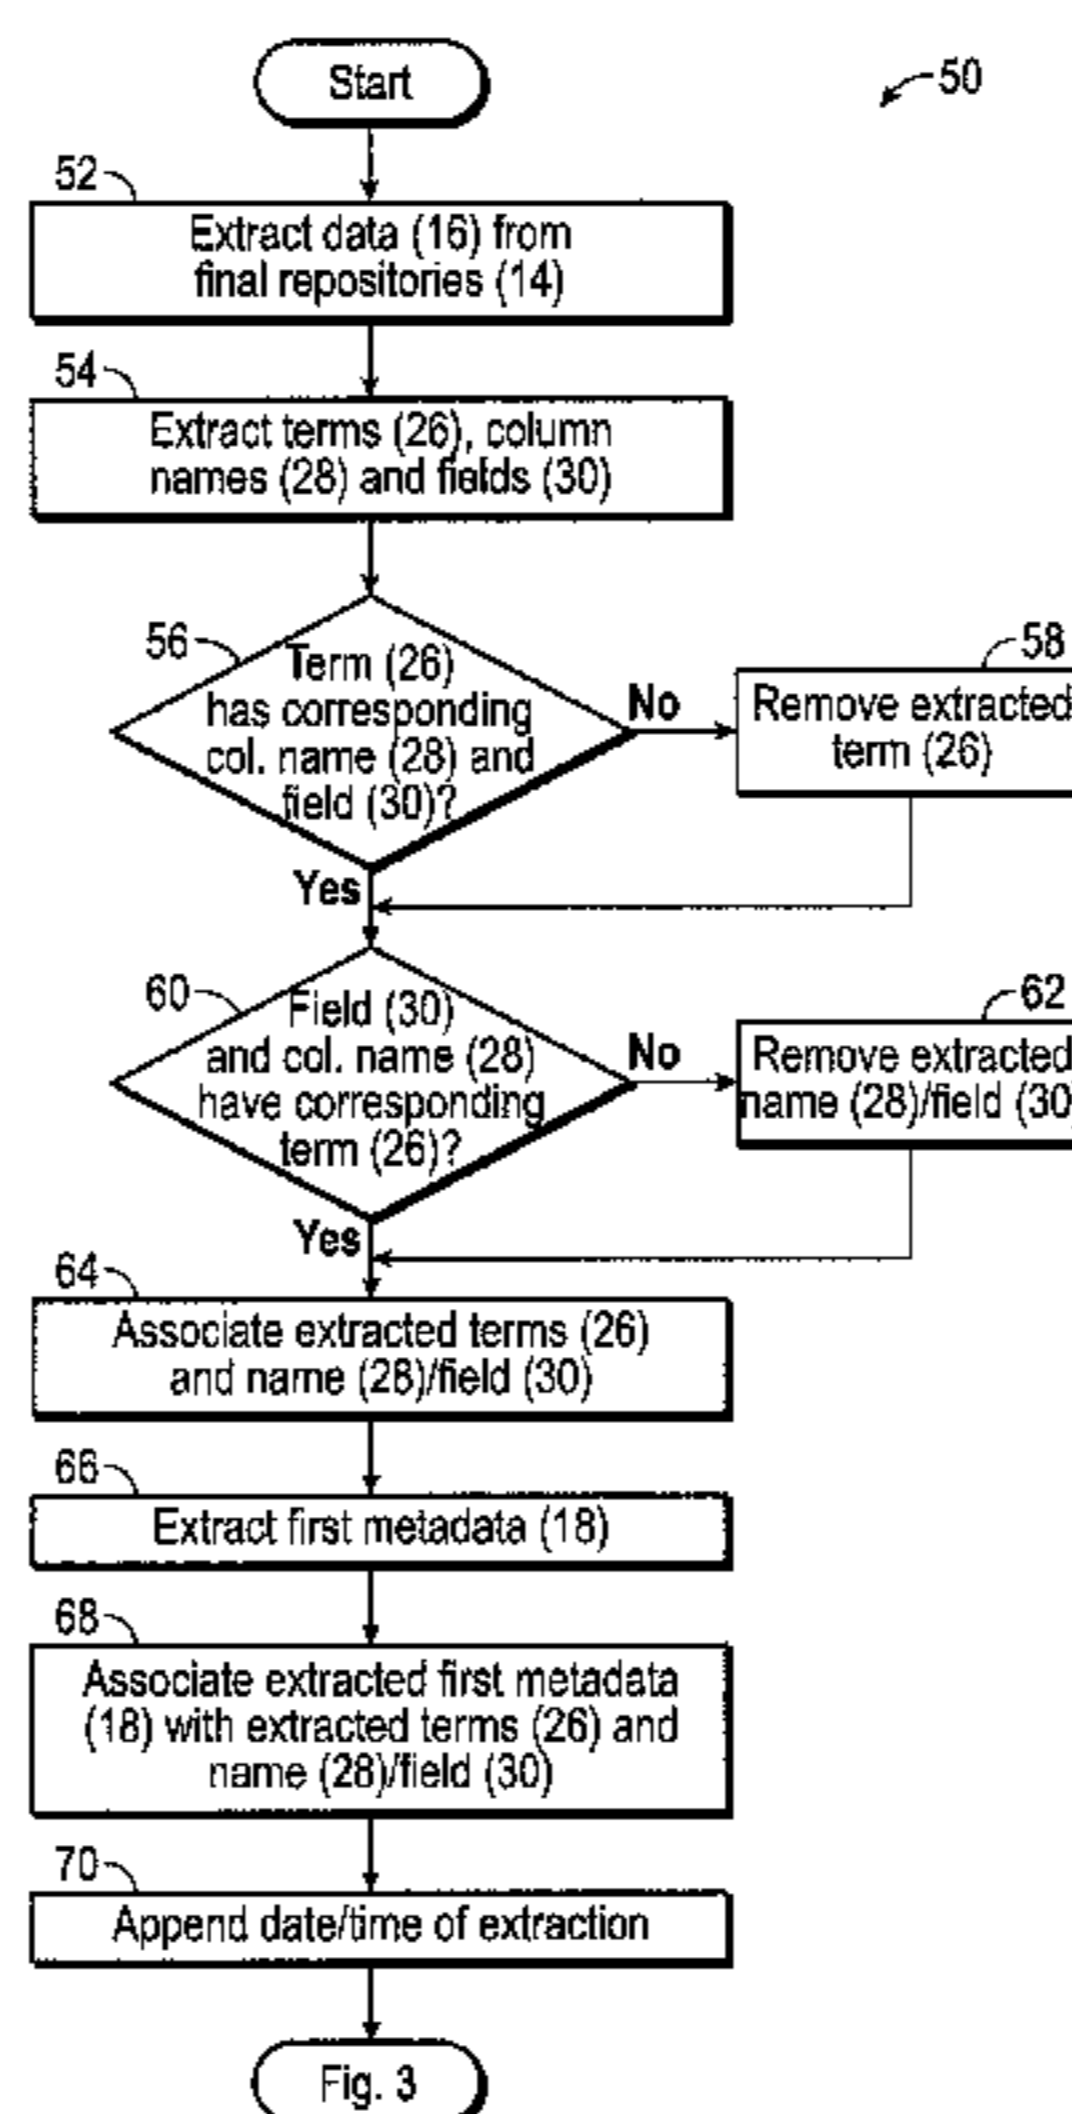 Start
50
52
Extract data (16) from
final repositories (14)
54
Extract terms (26), column
names (28) and fields (30)
56
Term (26)
has corresponding
col. name (28) and
field (30)?
No
58
Remove extracted
term (26)
Yes
60
Field (30)
and col. name (28)
have corresponding
term (26)?
No
62
Remove extracted
name (28)/field (30)
Yes
64
Associate extracted terms (26)
and name (28)/field (30)
66
Extract first metadata (18)
68
Associate extracted first metadata
(18) with extracted terms (26) and
name (28)/field (30)
70
Append date/time of extraction
Fig. 3